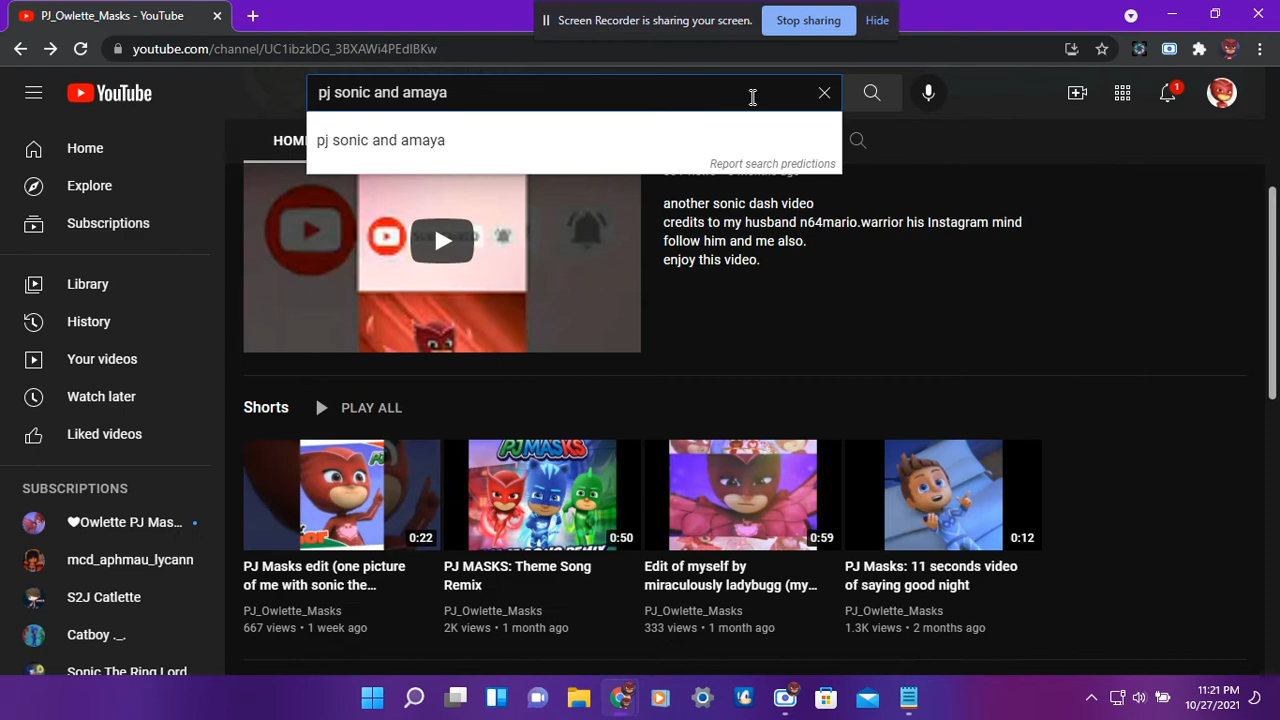 PJ_Owlette_Masks - YouTube
Screen Recorder is sharing your screen.
Stop sharing
Hide
youtube.com/channel/UC1ibzkDG_3BXAWi4PEdIBKw
YouTube
pj sonic and amaya
1
pj sonic and amaya
Report search predictions
HOM
Home
Explore
Subscriptions
Library
History
Your videos
Watch later
Liked videos
SUBSCRIPTIONS
♥Owlette PJ Mas...
mcd_aphmau_lycann
S2J Catlette
Catboy ._.
Sonic The Ring Lord
another sonic dash video
credits to my husband n64mario.warrior his Instagram mind
follow him and me also.
enjoy this video.
Shorts
PLAY ALL
0:22
PJ Masks edit (one picture
of me with sonic the...
PJ_Owlette_Masks
667 views • 1 week ago
PJ MASKS
0:50
PJ MASKS: Theme Song
Remix
PJ_Owlette_Masks
2K views • 1 month ago
0:59
Edit of myself by
miraculously ladybugg (my...
PJ_Owlette_Masks
333 views • 1 month ago
0:12
PJ Masks: 11 seconds video
of saying good night
PJ_Owlette_Masks
1.3K views • 2 months ago
11:21 PM
10/27/2021